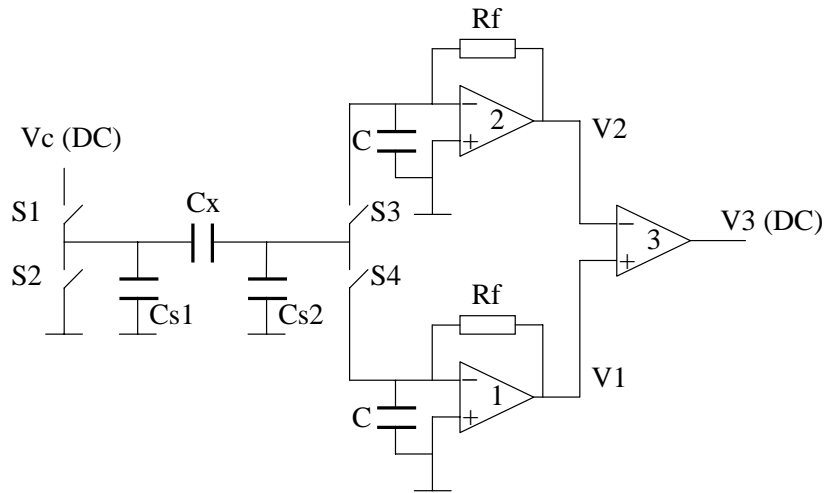 Rf
−
2
+
C
V2
Vc (DC)
S1
Cx
S3
−
3
+
V3 (DC)
S2
S4
Cs1
Cs2
Rf
V1
−
1
+
C